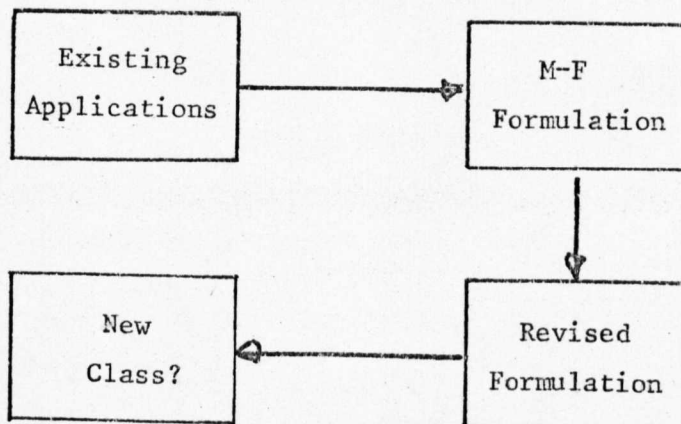 Existing
Applications
M-F
Formulation
Revised
Formulation
New
Class?